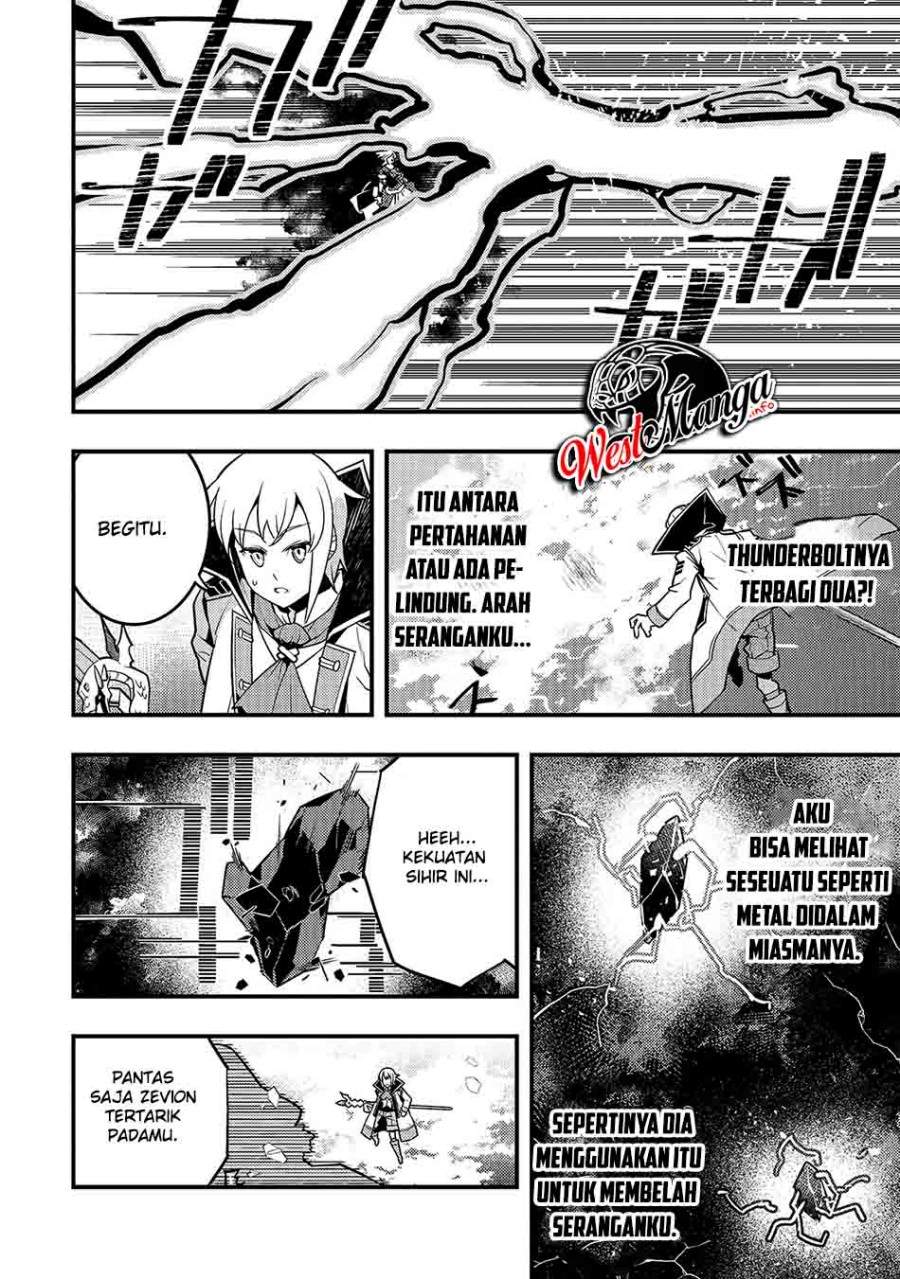 WestManga
.info
THUNDERBOLTNYA
TERBAGI DUA?!
ITU ANTARA
PERTAHANAN
ATAU ADA PE-
LINDUNG. ARAH
SERANGANKU...
BEGITU.
AKU
BISA MELIHAT
SESEUATU SEPERTI
METAL DIDALAM
MIASMANYA.
SEPERTINYA DIA
MENGGUNAKAN ITU
UNTUK MEMBELAH
SERANGANKU.
HEEH...
KEKUATAN
SIHIR INI...
PANTAS
SAJA ZEVION
TERTARIK
PADAMU.